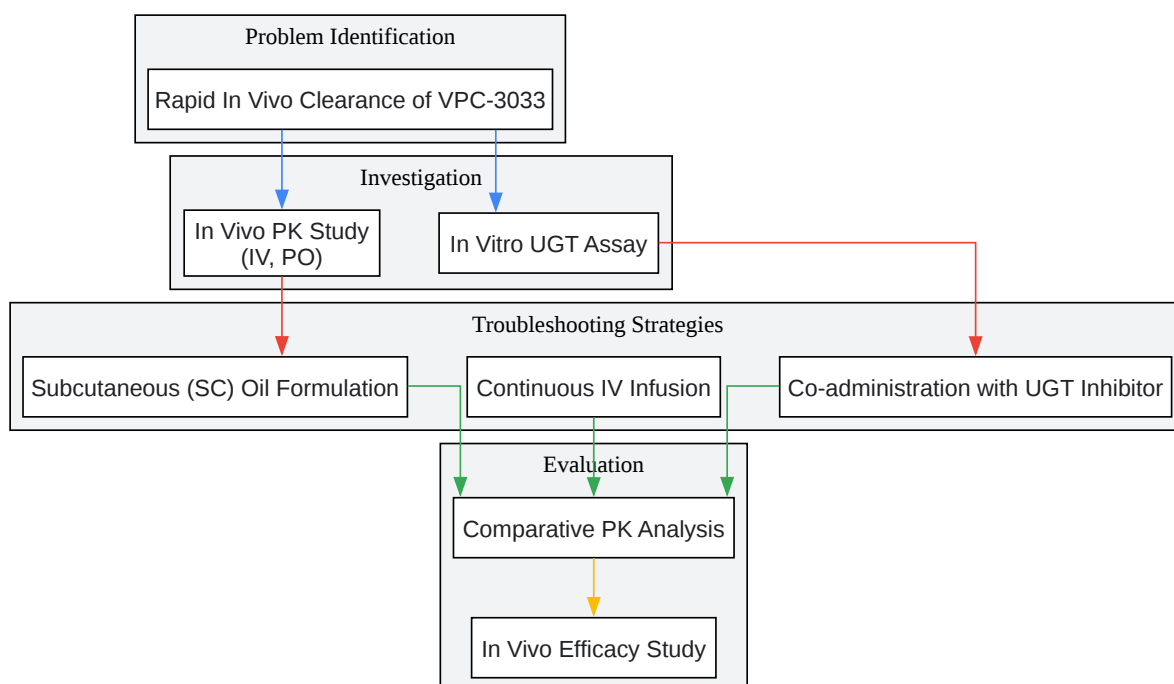 Problem Identification
Rapid In Vivo Clearance of VPC-3033
Investigation
In Vivo PK Study
(IV, PO)
In Vitro UGT Assay
Troubleshooting Strategies
Subcutaneous (SC) Oil Formulation
Continuous IV Infusion
Co-administration with UGT Inhibitor
Evaluation
Comparative PK Analysis
In Vivo Efficacy Study